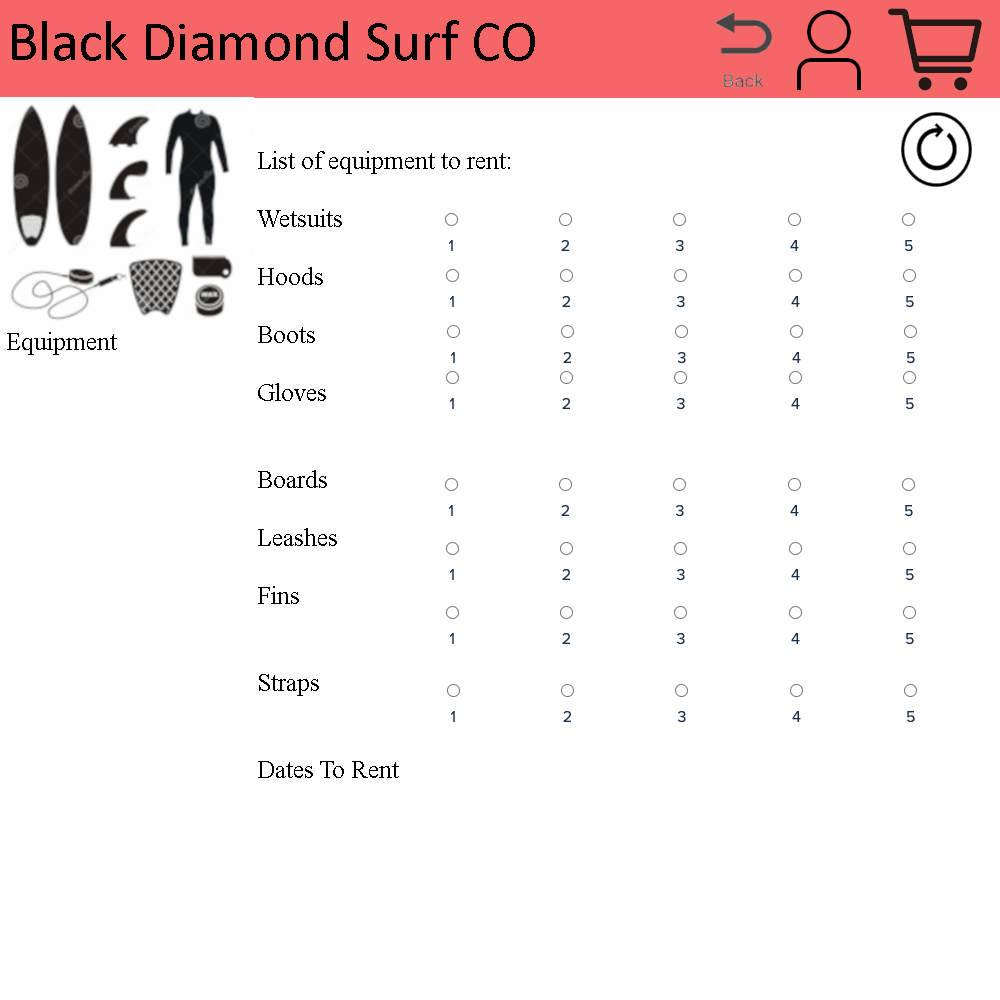 Black Diamond Surf CO
Back
List of equipment to rent:
Wetsuits
1 2 3 4 5
Hoods
1 2 3 4 5
Equipment
Boots
1 2 3 4 5
Gloves
1 2 3 4 5
Boards
1 2 3 4 5
Leashes
1 2 3 4 5
Fins
1 2 3 4 5
Straps
1 2 3 4 5
Dates To Rent